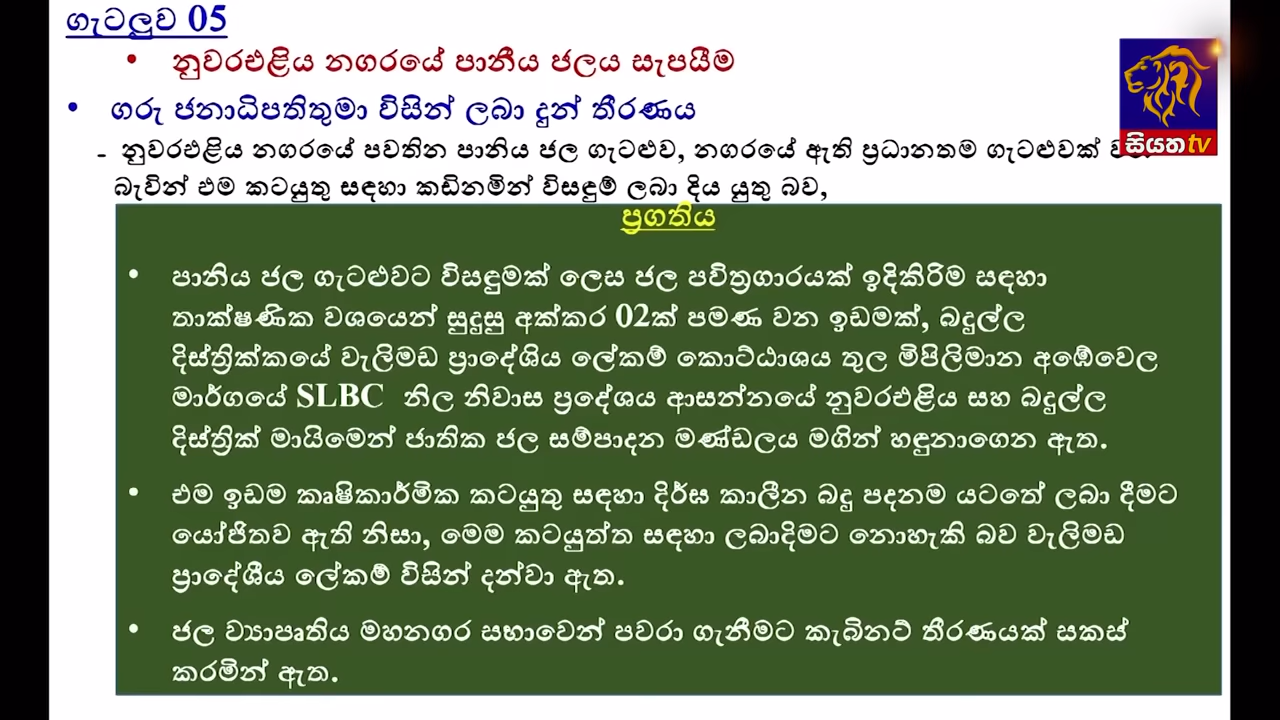 ගැටලුව 05
• නුවරඑළිය නගරයේ පානීය ජලය සැපයීම
• ගරු ජනාධිපතිතුමා විසින් ලබා දුන් තීරණය
- නුවරඑළිය නගරයේ පවතින පානිය ජල ගැටළුව, නගරයේ ඇති ප්‍රධානතම ගැටළුවක්
බැවින් එම කටයුතු සඳහා කඩිනමින් විසඳුම් ලබා දිය යුතු බව,
සියත tv
ප්‍රගතිය
• පානිය ජල ගැටළුවට විසඳුමක් ලෙස ජල පවිත්‍රගාරයක් ඉදිකිරිම සඳහා
තාක්ෂණික වශයෙන් සුදුසු අක්කර 02ක් පමණ වන ඉඩමක්, බදුල්ල
දිස්ත්‍රික්කයේ වැලිමඩ ප්‍රාදේශිය ලේකම් කොට්ඨාශය තුල මිපිලිමාන අඹේවෙල
මාර්ගයේ SLBC නිල නිවාස ප්‍රදේශය ආසන්නයේ නුවරඑළිය සහ බදුල්ල
දිස්ත්‍රික් මායිමෙන් ජාතික ජල සම්පාදන මණ්ඩලය මගින් හඳුනාගෙන ඇත.
• එම ඉඩම කෘෂිකාර්මික කටයුතු සඳහා දිර්ඝ කාලීන බදු පදනම යටතේ ලබා දීමට
යෝජිතව ඇති නිසා, මෙම කටයුත්ත සඳහා ලබාදිමට නොහැකි බව වැලිමඩ
ප්‍රාදේශීය ලේකම් විසින් දන්වා ඇත.
• ජල ව්‍යාපෘතිය මහනගර සභාවෙන් පවරා ගැනීමට කැබිනට් තීරණයක් සකස්
කරමින් ඇත.